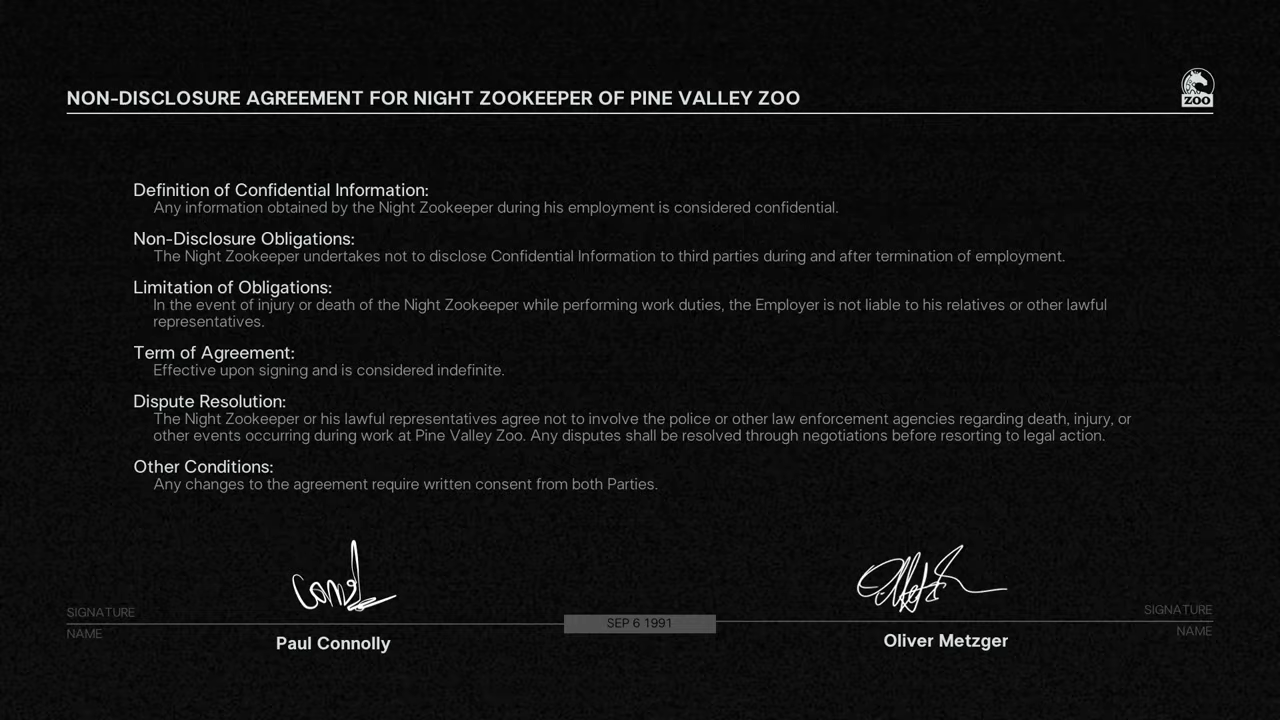 NON-DISCLOSURE AGREEMENT FOR NIGHT ZOOKEEPER OF PINE VALLEY ZOO
ZOO
Definition of Confidential Information:
Any information obtained by the Night Zookeeper during his employment is considered confidential.
Non-Disclosure Obligations:
The Night Zookeeper undertakes not to disclose Confidential Information to third parties during and after termination of employment.
Limitation of Obligations:
In the event of injury or death of the Night Zookeeper while performing work duties, the Employer is not liable to his relatives or other lawful
representatives.
Term of Agreement:
Effective upon signing and is considered indefinite.
Dispute Resolution:
The Night Zookeeper or his lawful representatives agree not to involve the police or other law enforcement agencies regarding death, injury, or
other events occurring during work at Pine Valley Zoo. Any disputes shall be resolved through negotiations before resorting to legal action.
Other Conditions:
Any changes to the agreement require written consent from both Parties.
SIGNATURE
NAME
Paul Connolly
SEP 6 1991
SIGNATURE
NAME
Oliver Metzger